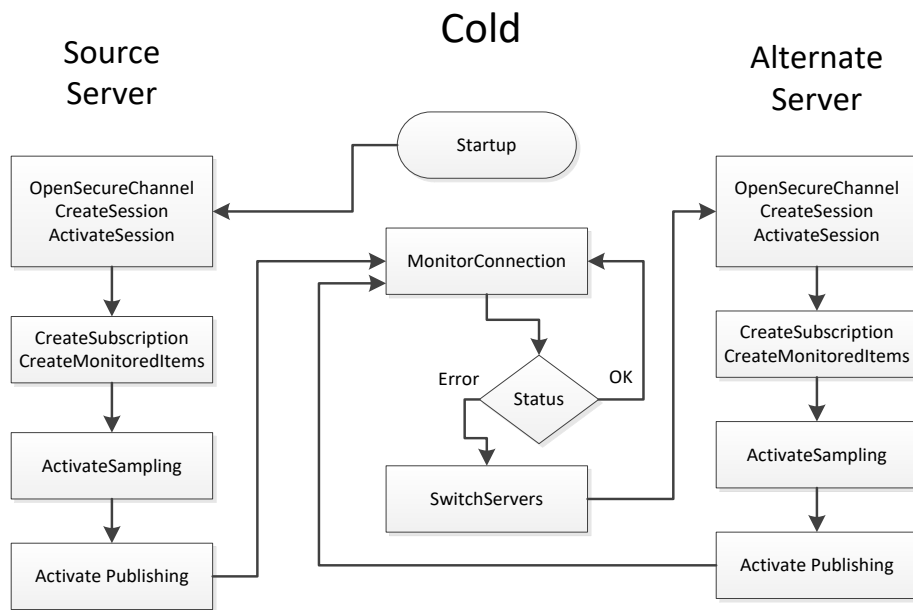 Cold
Source
Server
Alternate
Server
Startup
OpenSecureChannel
CreateSession
ActivateSession
OpenSecureChannel
CreateSession
ActivateSession
MonitorConnection
CreateSubscription
CreateMonitoredItems
CreateSubscription
CreateMonitoredItems
Error
OK
Status
ActivateSampling
ActivateSampling
SwitchServers
Activate Publishing
Activate Publishing